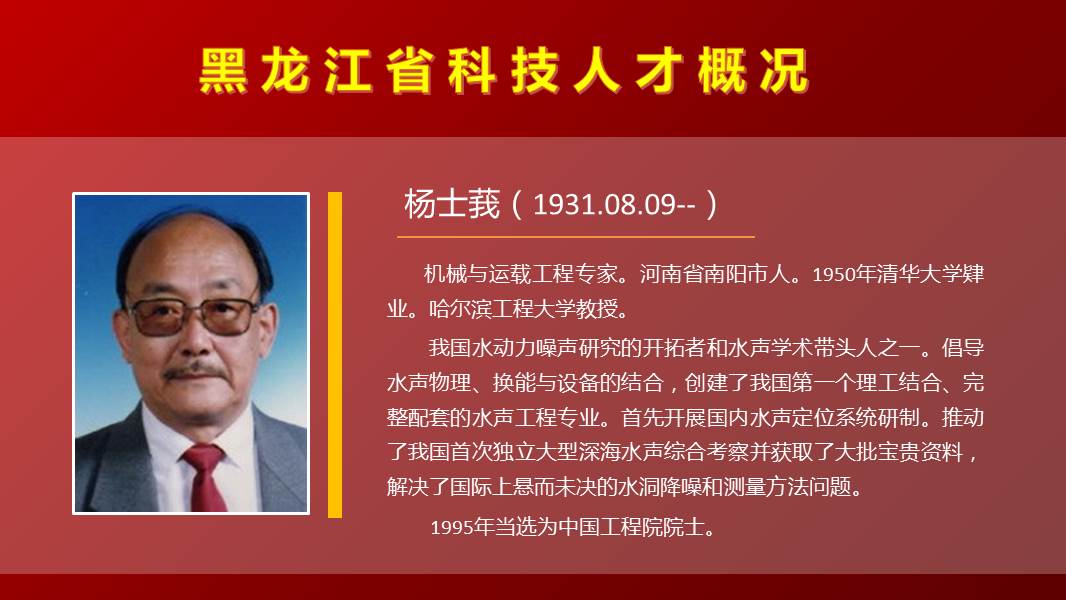 黑龙江省科技人才概况
杨士莪（1931.08.09--）
机械与运载工程专家。河南省南阳市人。1950年清华大学肄
业。哈尔滨工程大学教授。
我国水动力噪声研究的开拓者和水声学术带头人之一。倡导
水声物理、换能与设备的结合，创建了我国第一个理工结合、完
整配套的水声工程专业。首先开展国内水声定位系统研制。推动
了我国首次独立大型深海水声综合考察并获取了大批宝贵资料，
解决了国际上悬而未决的水洞降噪和测量方法问题。
1995年当选为中国工程院院士。